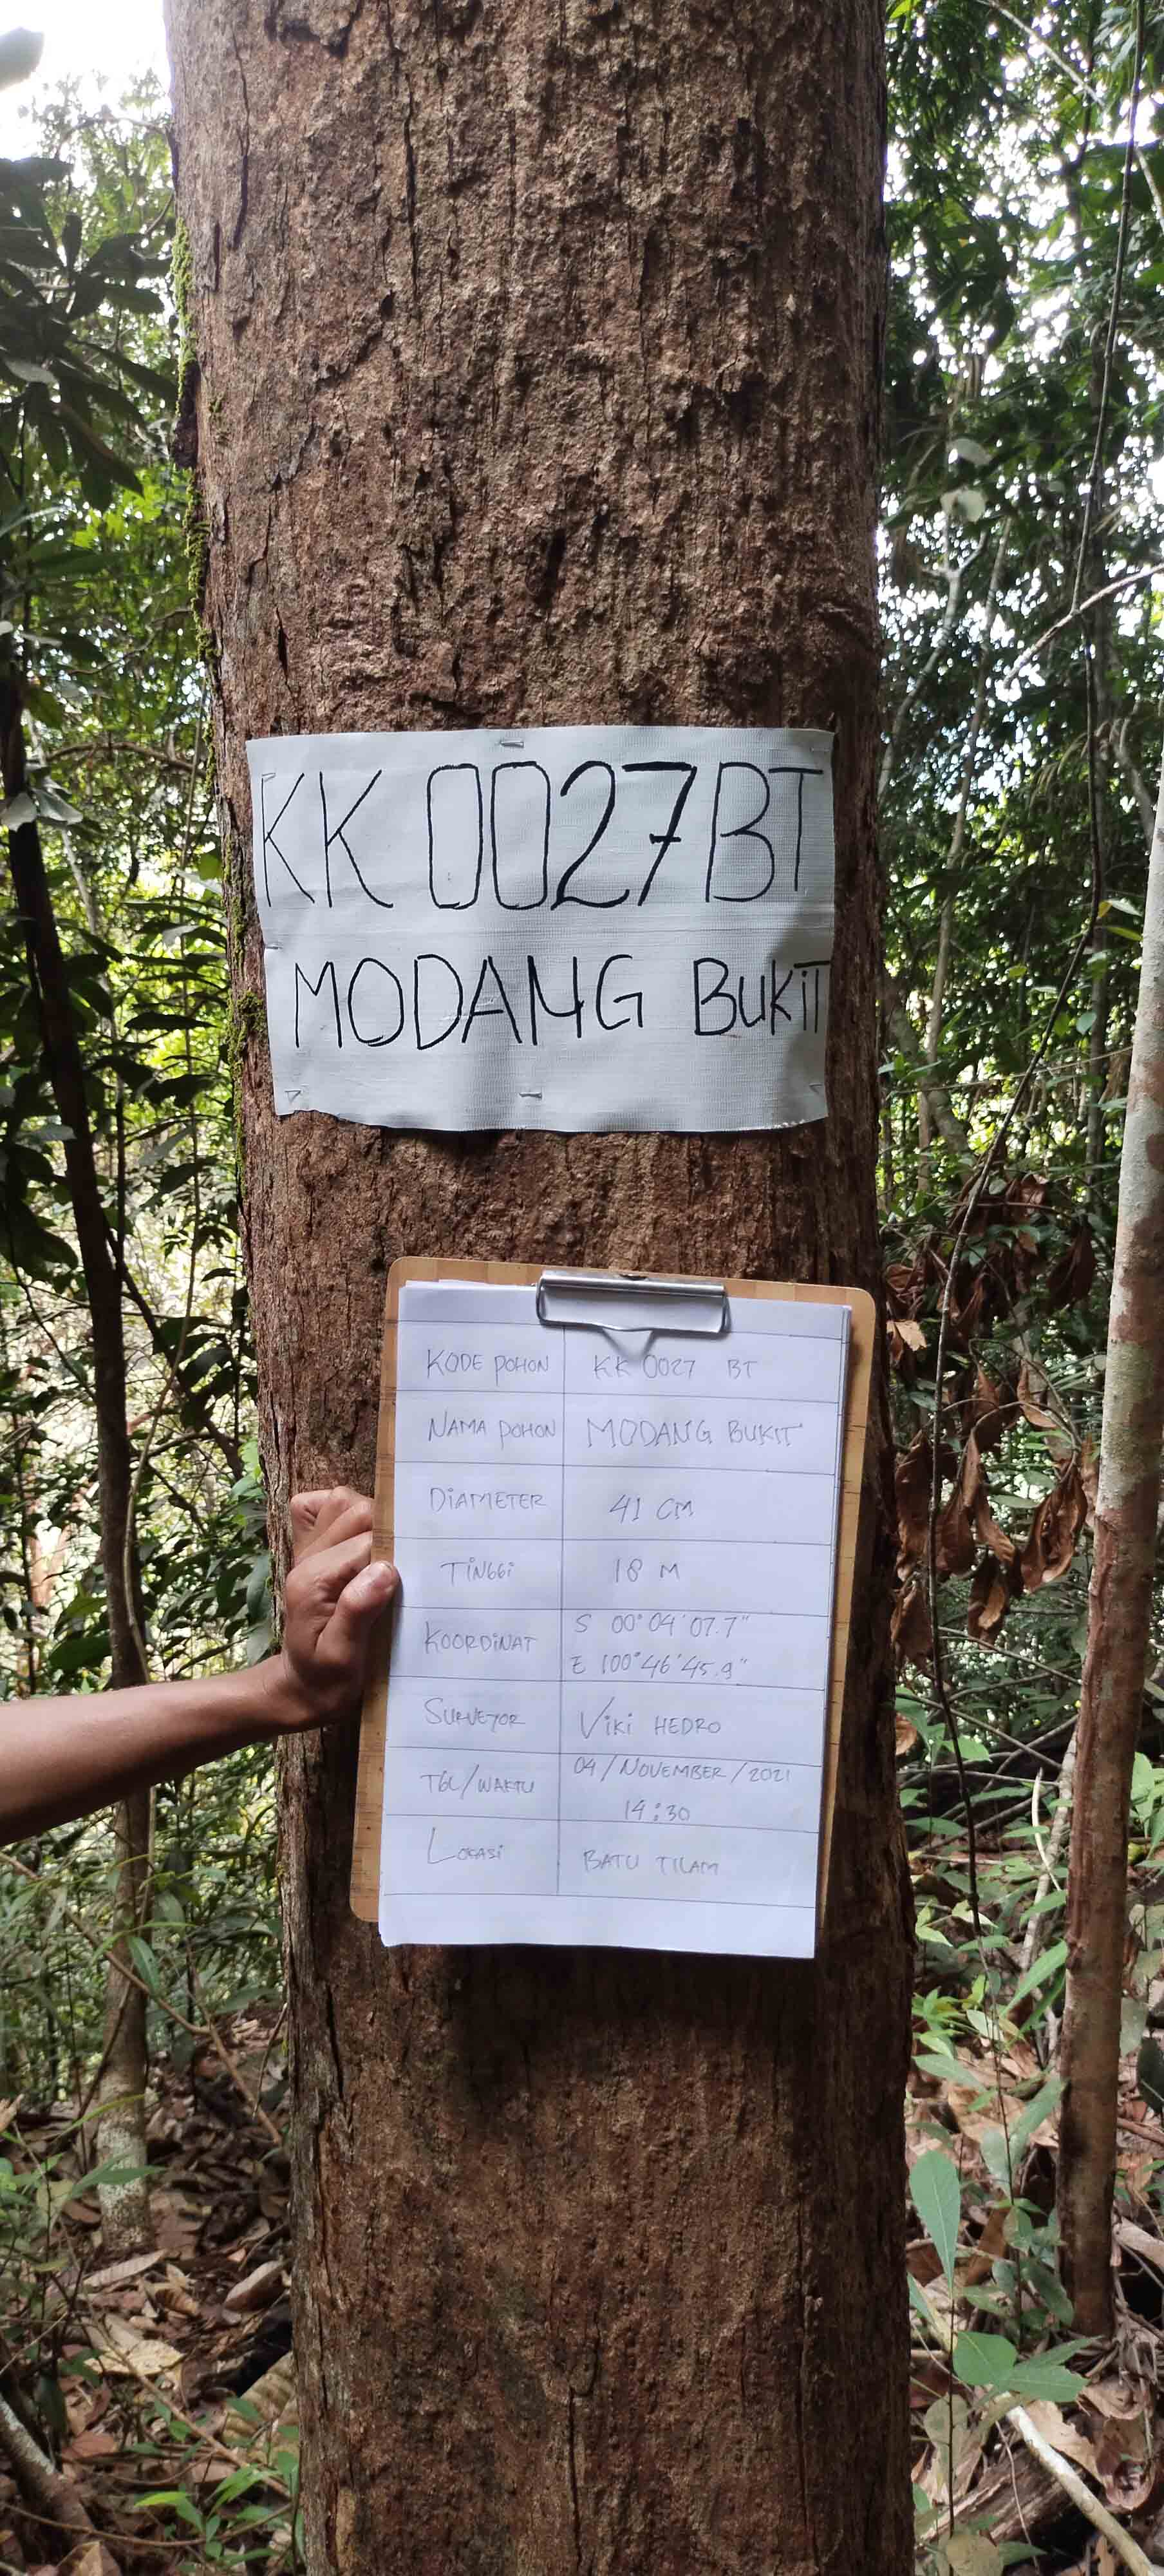 KK 0027 BT
MODANG BUKiT
KODE POHON KK 0027 BT
NAMA POHON MODANG BUKIT
DiAMETER 41 CM
TiNGGi 18 M
KOORDiNAT S 00° 04' 07.7"
E 100° 46' 45.9"
SURVEYOR ViKi HEDRO
TGL/WAKTU 04/NOVEMBER/2021
14:30
LOKASi BATU TILAM